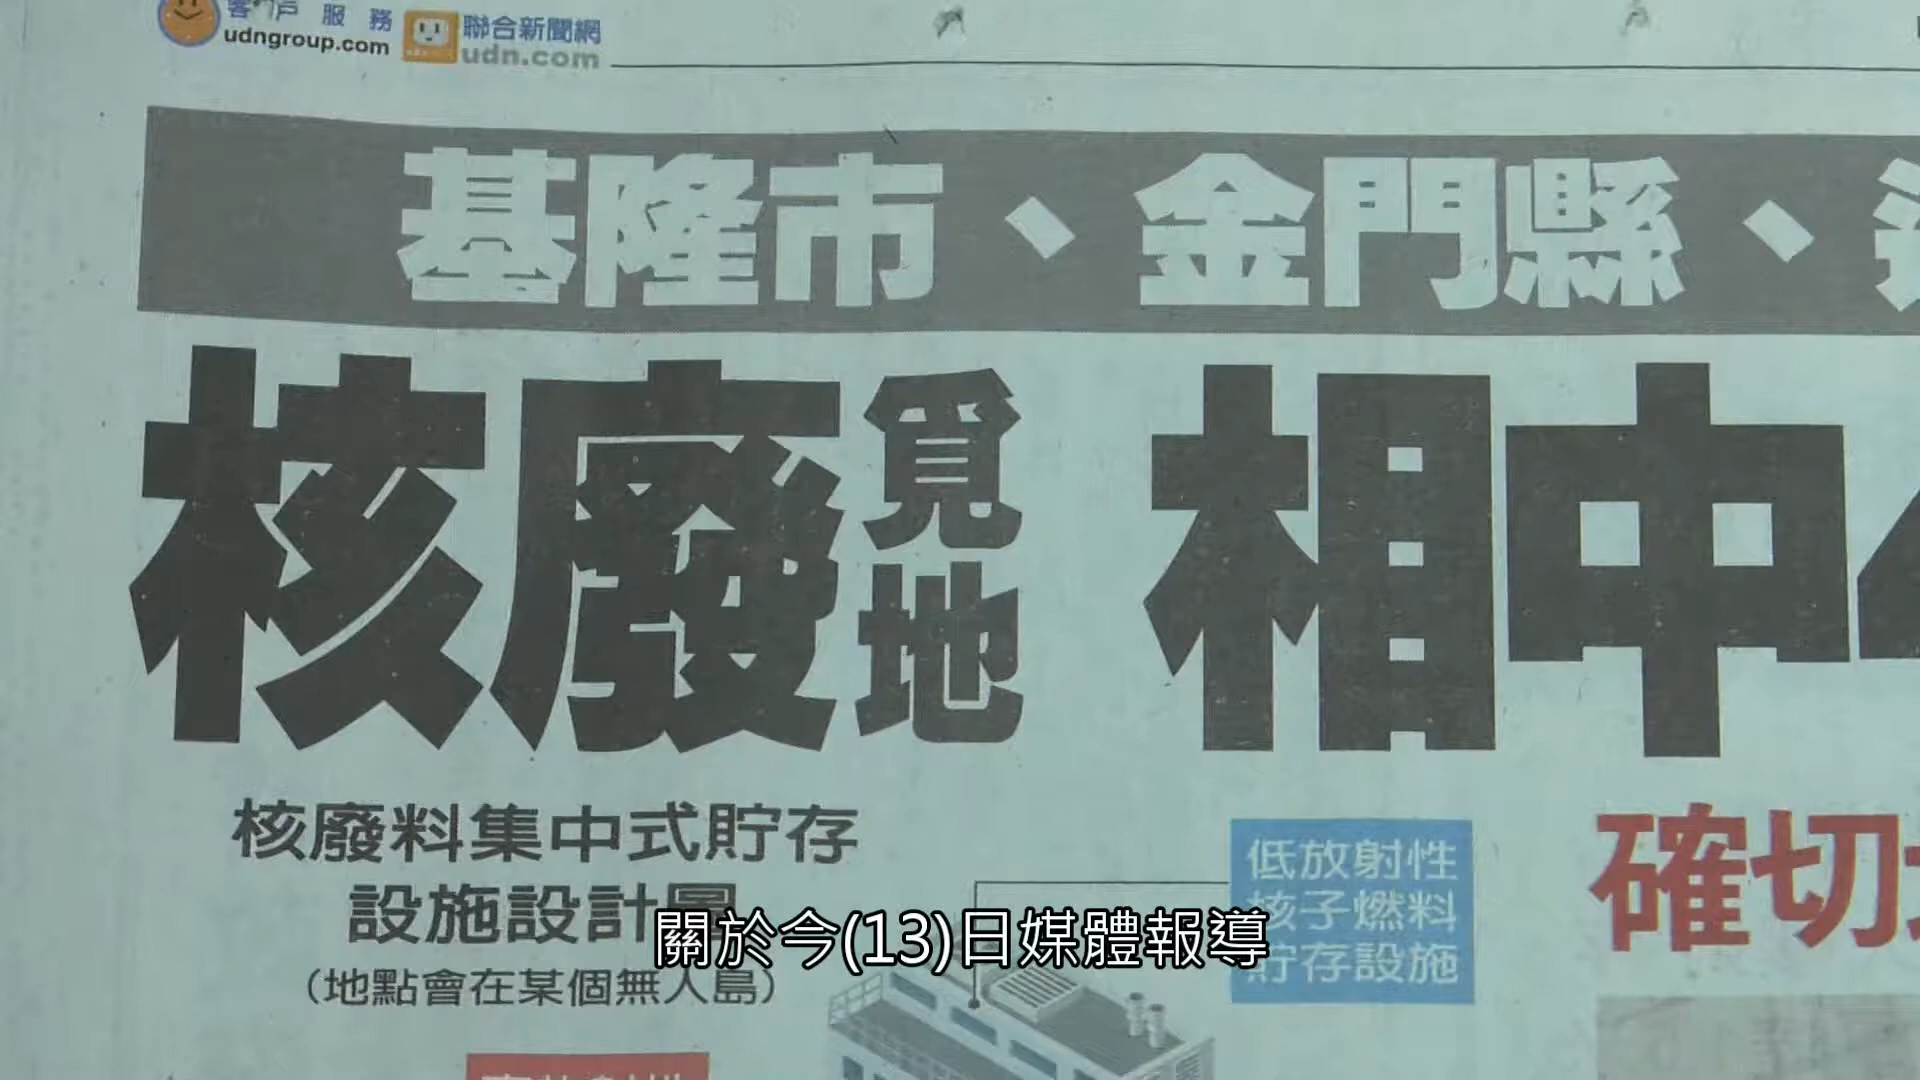 客戶服務
udngroup.com
聯合新聞網
udn.com
基隆市、金門縣、
核廢覓地 相中
核廢料集中式貯存
設施設計圖
(地點會在某個無人島)
低放射性
核子燃料
貯存設施
確切
關於今(13)日媒體報導